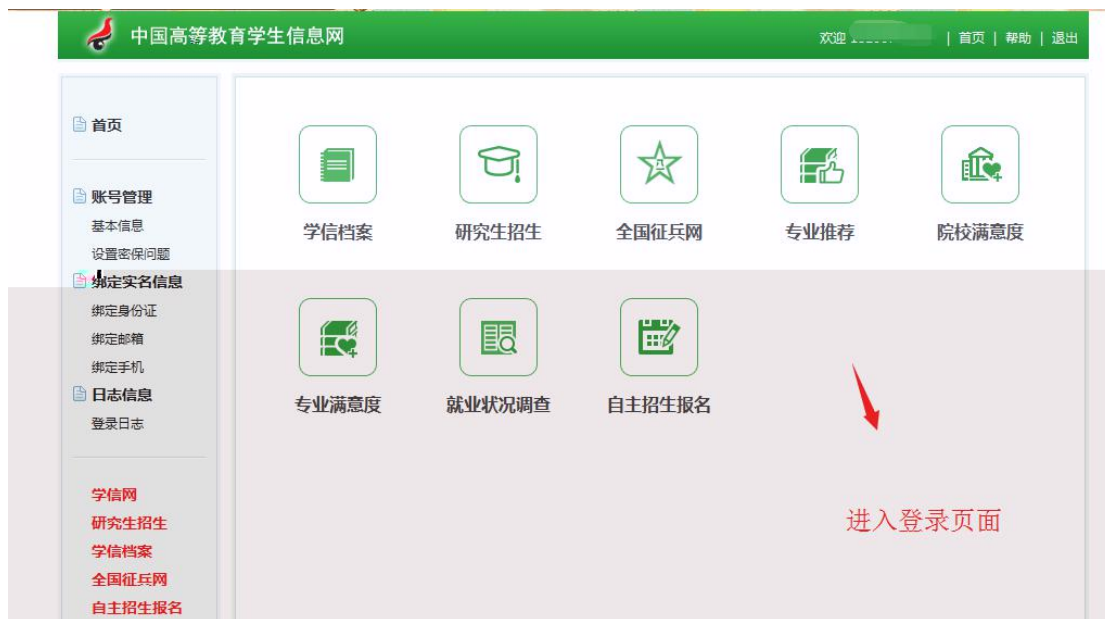 中国高等教育学生信息网
欢迎 | 首页 | 帮助 | 退出
首页
账号管理
基本信息
设置密保问题
绑定实名信息
绑定身份证
绑定邮箱
绑定手机
日志信息
登录日志
学信网
研究生招生
学信档案
全国征兵网
自主招生报名
学信档案 研究生招生 全国征兵网 专业推荐 院校满意度
专业满意度 就业状况调查 自主招生报名
进入登录页面